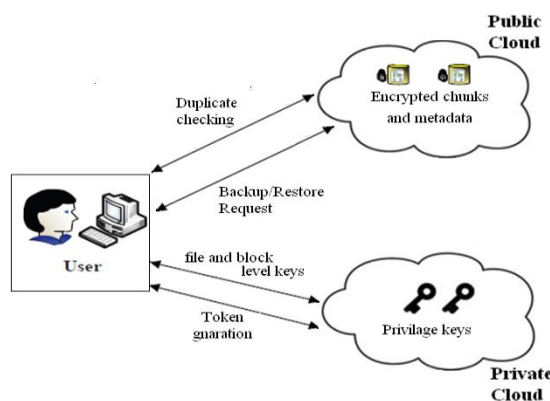 Public
Cloud
Encrypted chunks
and metadata
Duplicate
checking
Backup/Restore
Request
User
file and block
level keys
Token
gnaration
Privilage keys
Private
Cloud